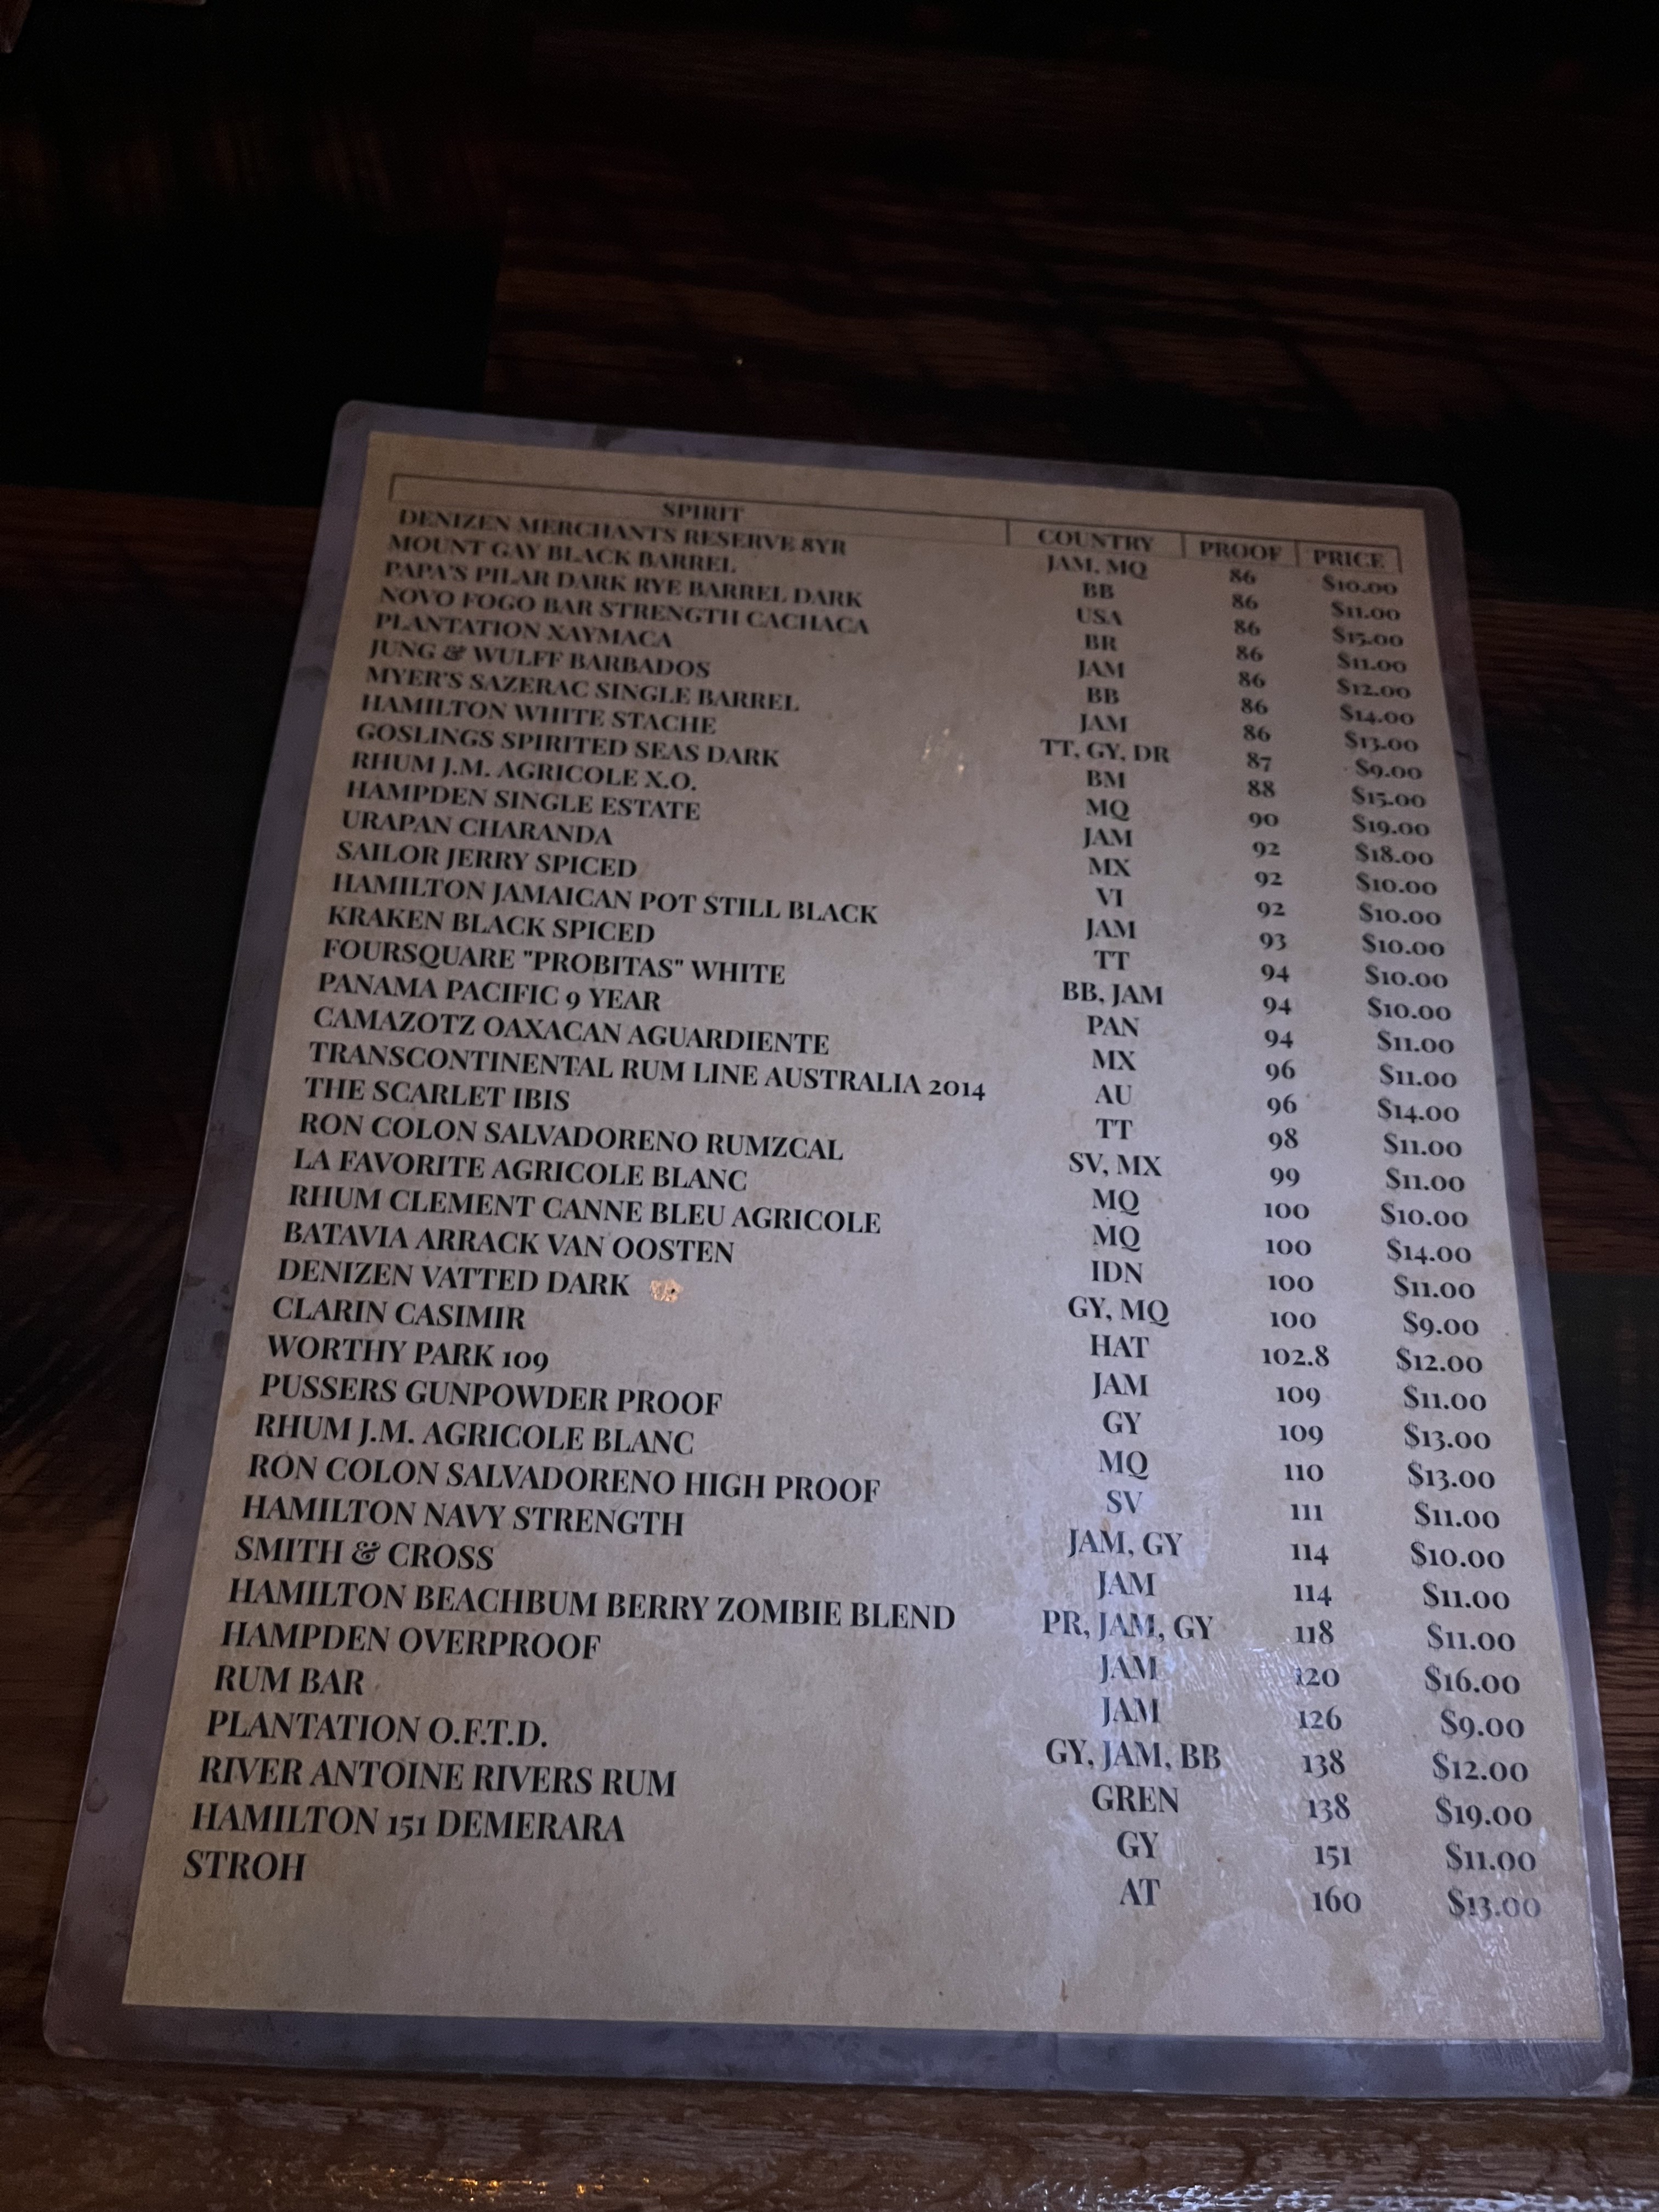 SPIRIT COUNTRY PROOF PRICE
DENIZEN MERCHANTS RESERVE 8YR JAM, MQ 86 $10.00
MOUNT GAY BLACK BARREL BB 86 $11.00
PAPA'S PILAR DARK RYE BARREL DARK USA 86 $15.00
NOVO FOGO BAR STRENGTH CACHACA BR 86 $11.00
PLANTATION XAYMACA JAM 86 $12.00
JUNG & WULFF BARBADOS BB 86 $14.00
MYER'S SAZERAC SINGLE BARREL JAM 86 $13.00
HAMILTON WHITE STACHE TT, GY, DR 87 $9.00
GOSLINGS SPIRITED SEAS DARK BM 88 $15.00
RHUM J.M. AGRICOLE X.O. MQ 90 $19.00
HAMPDEN SINGLE ESTATE JAM 92 $18.00
URAPAN CHARANDA MX 92 $10.00
SAILOR JERRY SPICED VI 92 $10.00
HAMILTON JAMAICAN POT STILL BLACK JAM 93 $10.00
KRAKEN BLACK SPICED TT 94 $10.00
FOURSQUARE "PROBITAS" WHITE BB, JAM 94 $10.00
PANAMA PACIFIC 9 YEAR PAN 94 $11.00
CAMAZOTZ OAXACAN AGUARDIENTE MX 96 $11.00
TRANSCONTINENTAL RUM LINE AUSTRALIA 2014 AU 96 $14.00
THE SCARLET IBIS TT 98 $11.00
RON COLON SALVADORENO RUMZCAL SV, MX 99 $11.00
LA FAVORITE AGRICOLE BLANC MQ 100 $10.00
RHUM CLEMENT CANNE BLEU AGRICOLE MQ 100 $14.00
BATAVIA ARRACK VAN OOSTEN IDN 100 $11.00
DENIZEN VATTED DARK GY, MQ 100 $9.00
CLARIN CASIMIR HAT 102.8 $12.00
WORTHY PARK 109 JAM 109 $11.00
PUSSERS GUNPOWDER PROOF GY 109 $13.00
RHUM J.M. AGRICOLE BLANC MQ 110 $13.00
RON COLON SALVADORENO HIGH PROOF SV 111 $11.00
HAMILTON NAVY STRENGTH JAM, GY 114 $10.00
SMITH & CROSS JAM 114 $11.00
HAMILTON BEACHBUM BERRY ZOMBIE BLEND PR, JAM, GY 118 $11.00
HAMPDEN OVERPROOF JAM 120 $16.00
RUM BAR JAM 126 $9.00
PLANTATION O.F.T.D. GY, JAM, BB 138 $12.00
RIVER ANTOINE RIVERS RUM GREN 138 $19.00
HAMILTON 151 DEMERARA GY 151 $11.00
STROH AT 160 $13.00